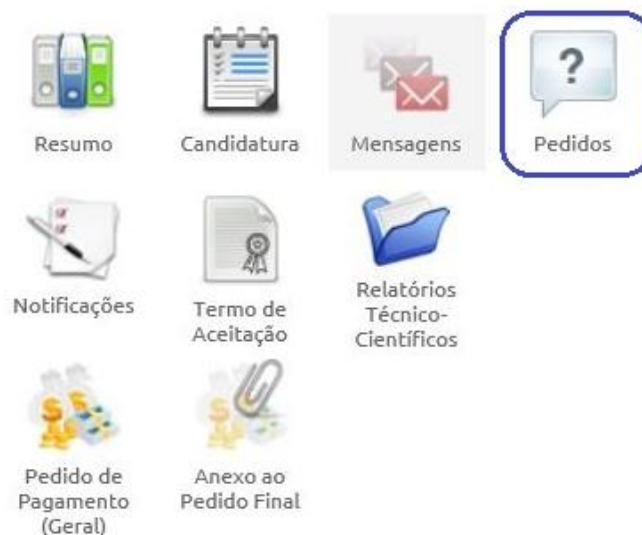 Resumo
Candidatura
Mensagens
?
Pedidos
Notificações
Termo de
Aceitação
Relatórios
Técnico-
Científicos
Pedido de
Pagamento
(Geral)
Anexo ao
Pedido Final